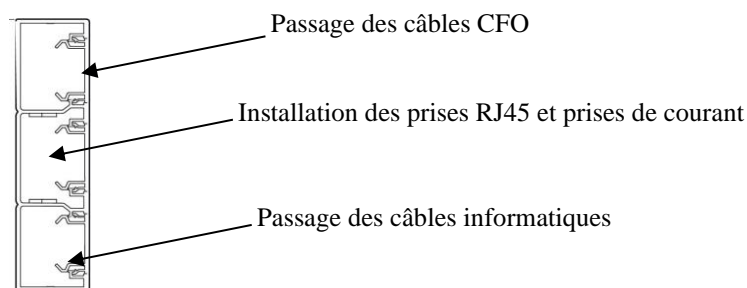 Passage des câbles CFO
Installation des prises RJ45 et prises de courant
Passage des câbles informatiques